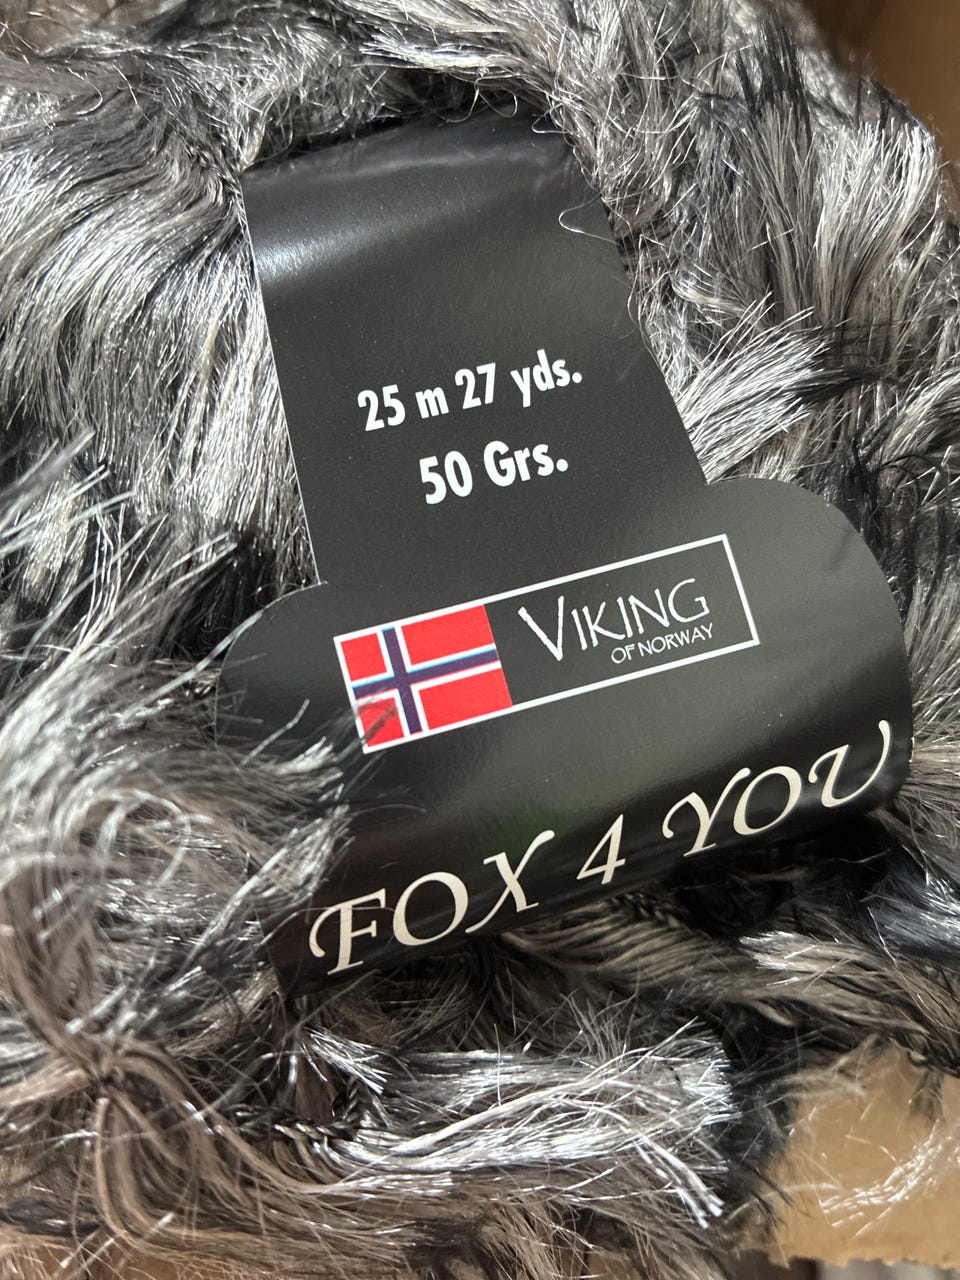 25 m 27 yds.
50 Grs.
VIKING
OF NORWAY
FOX 4 YOU